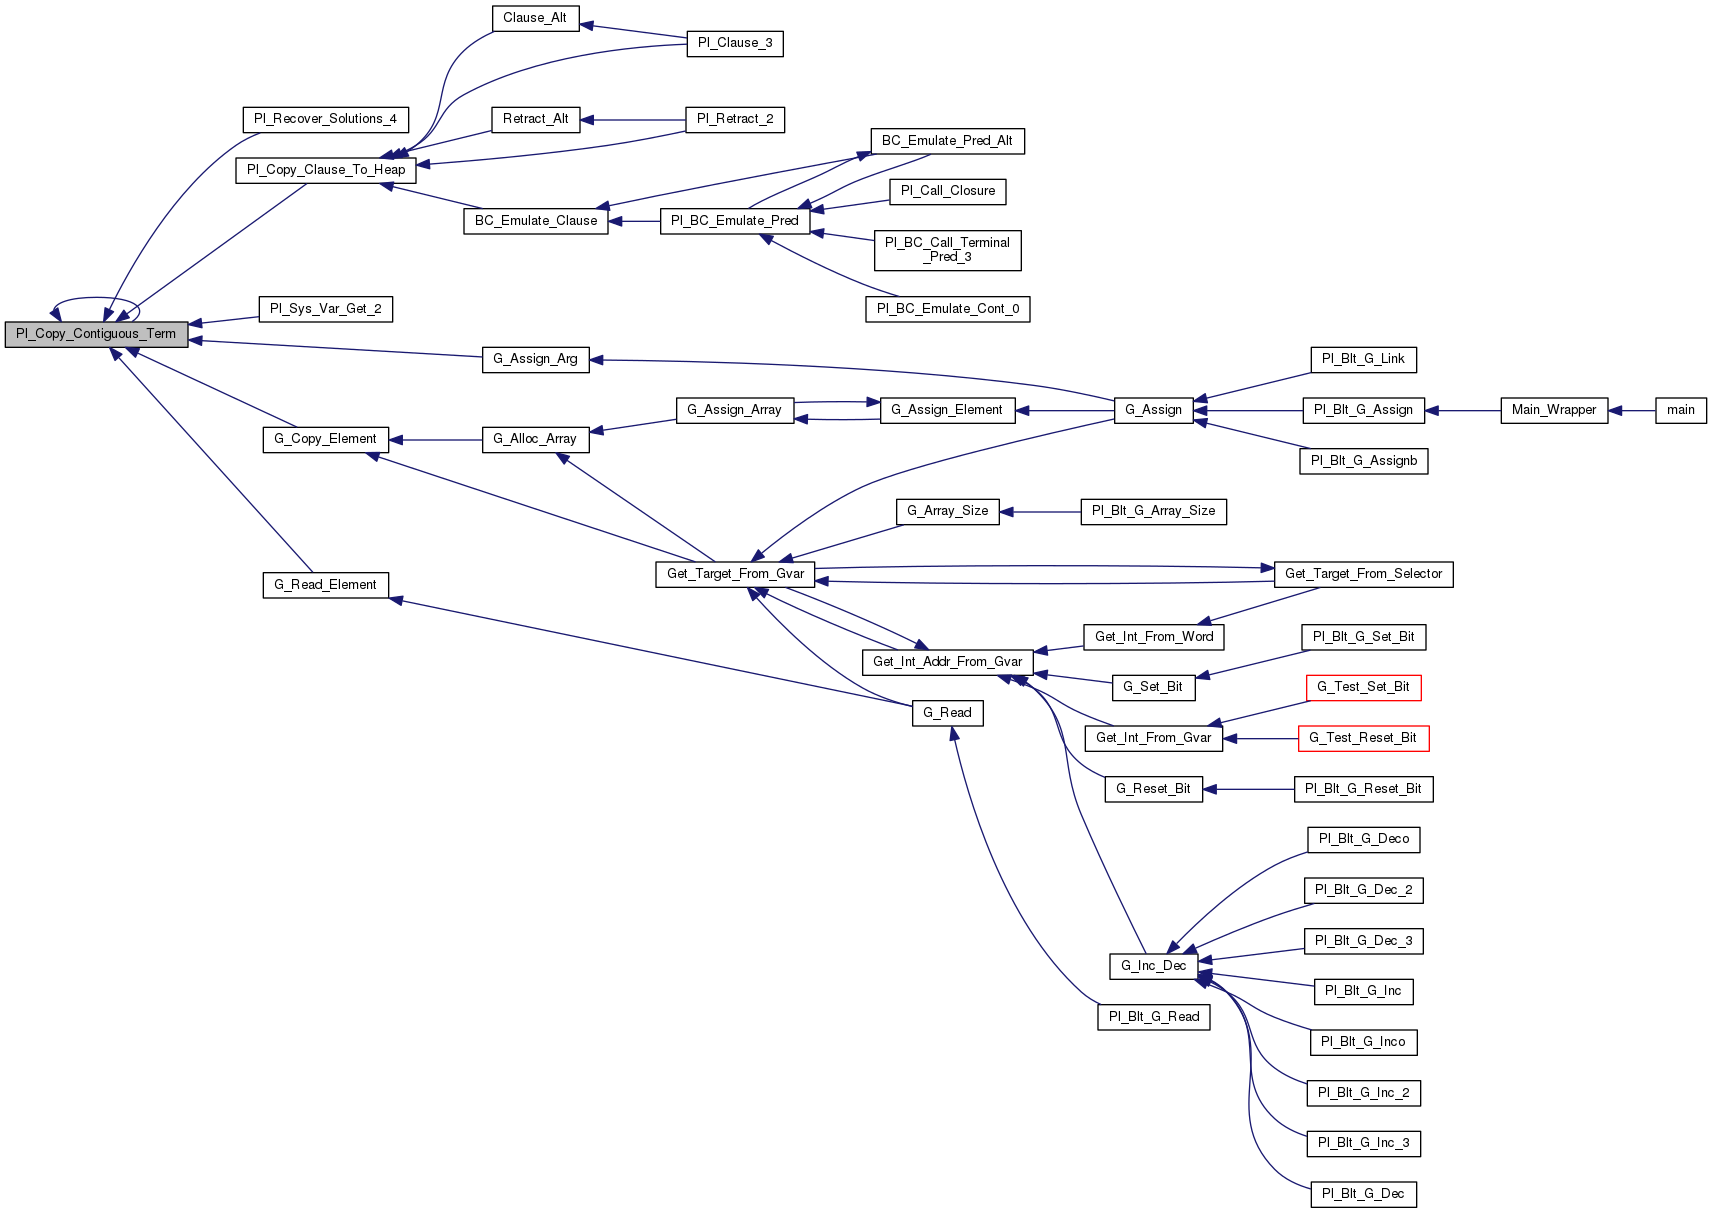 Clause_Alt
Pl_Clause_3
Pl_Recover_Solutions_4
Retract_Alt
Pl_Retract_2
BC_Emulate_Pred_Alt
Pl_Copy_Clause_To_Heap
Pl_Call_Closure
BC_Emulate_Clause
Pl_BC_Emulate_Pred
Pl_BC_Call_Terminal
_Pred_3
Pl_Sys_Var_Get_2
Pl_BC_Emulate_Cont_0
Pl_Copy_Contiguous_Term
G_Assign_Arg
Pl_Blt_G_Link
G_Copy_Element
G_Alloc_Array
G_Assign_Array
G_Assign_Element
G_Assign
Pl_Blt_G_Assign
Main_Wrapper
main
Pl_Blt_G_Assignb
G_Array_Size
Pl_Blt_G_Array_Size
G_Read_Element
Get_Target_From_Gvar
Get_Target_From_Selector
Get_Int_From_Word
Pl_Blt_G_Set_Bit
Get_Int_Addr_From_Gvar
G_Set_Bit
G_Test_Set_Bit
G_Read
Get_Int_From_Gvar
G_Test_Reset_Bit
G_Reset_Bit
Pl_Blt_G_Reset_Bit
Pl_Blt_G_Deco
Pl_Blt_G_Dec_2
Pl_Blt_G_Dec_3
G_Inc_Dec
Pl_Blt_G_Inc
Pl_Blt_G_Read
Pl_Blt_G_Inco
Pl_Blt_G_Inc_2
Pl_Blt_G_Inc_3
Pl_Blt_G_Dec